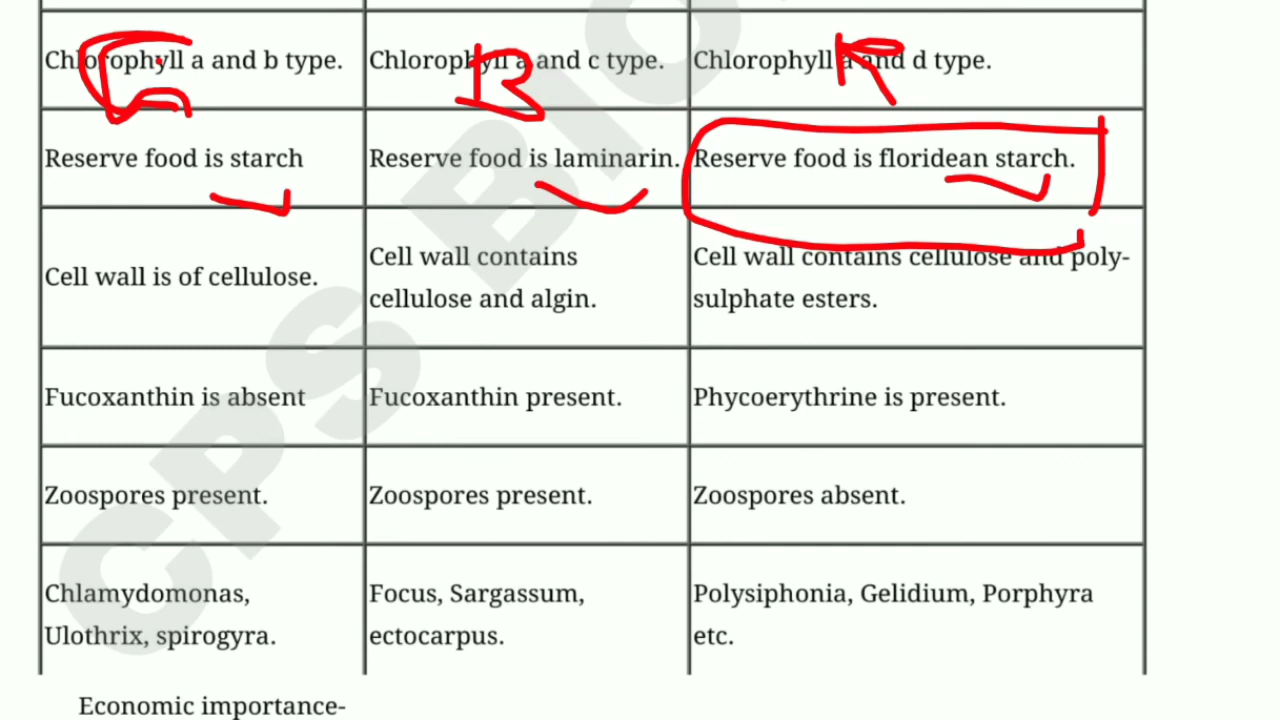 Chlorophyll a and b type.
Chlorophyll a and c type.
Chlorophyll a and d type.
G
B
R
Reserve food is starch
Reserve food is laminarin.
Reserve food is floridean starch.
Cell wall is of cellulose.
Cell wall contains
cellulose and algin.
Cell wall contains cellulose and poly-
sulphate esters.
Fucoxanthin is absent
Fucoxanthin present.
Phycoerythrine is present.
Zoospores present.
Zoospores present.
Zoospores absent.
Chlamydomonas,
Ulothrix, spirogyra.
Focus, Sargassum,
ectocarpus.
Polysiphonia, Gelidium, Porphyra
etc.
Economic importance-
CPS BIO